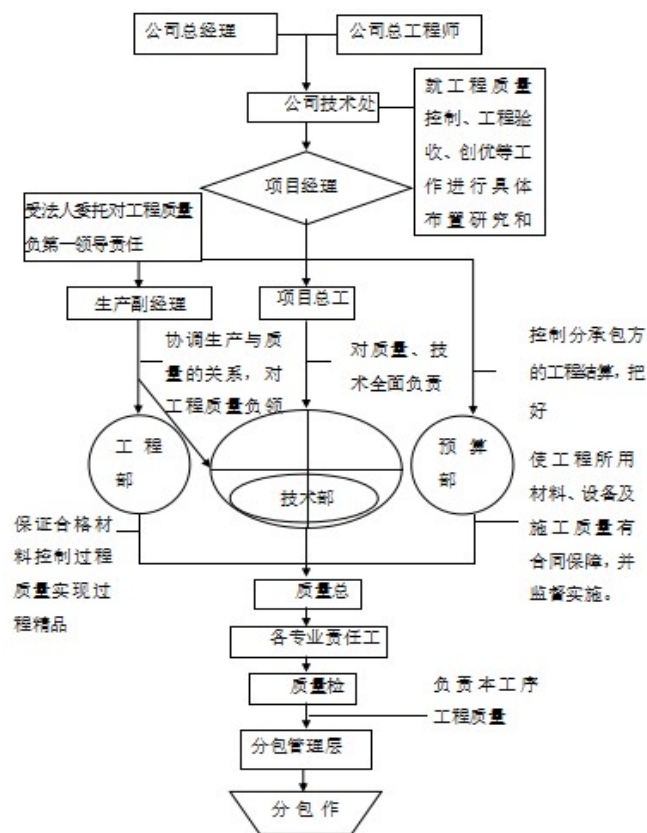 公司总经理
公司总工程师
公司技术处
就工程质量
控制、工程验
收、创优等工
作进行具体
布置研究和
项目经理
受法人委托对工程质量
负第一领导责任
生产副经理
项目总工
协调生产与质
量的关系，对
工程质量负领
对质量、技
术全面负责
控制分承包方
的工程结算，把
好
工程
部
技术部
预算
部
使工程所用
材料、设备及
施工质量有
合同保障，并
监督实施。
保证合格材
料控制过程
质量实现过
程精品
质量总
各专业责任工
质量检
负责本工序
工程质量
分包管理层
分包作